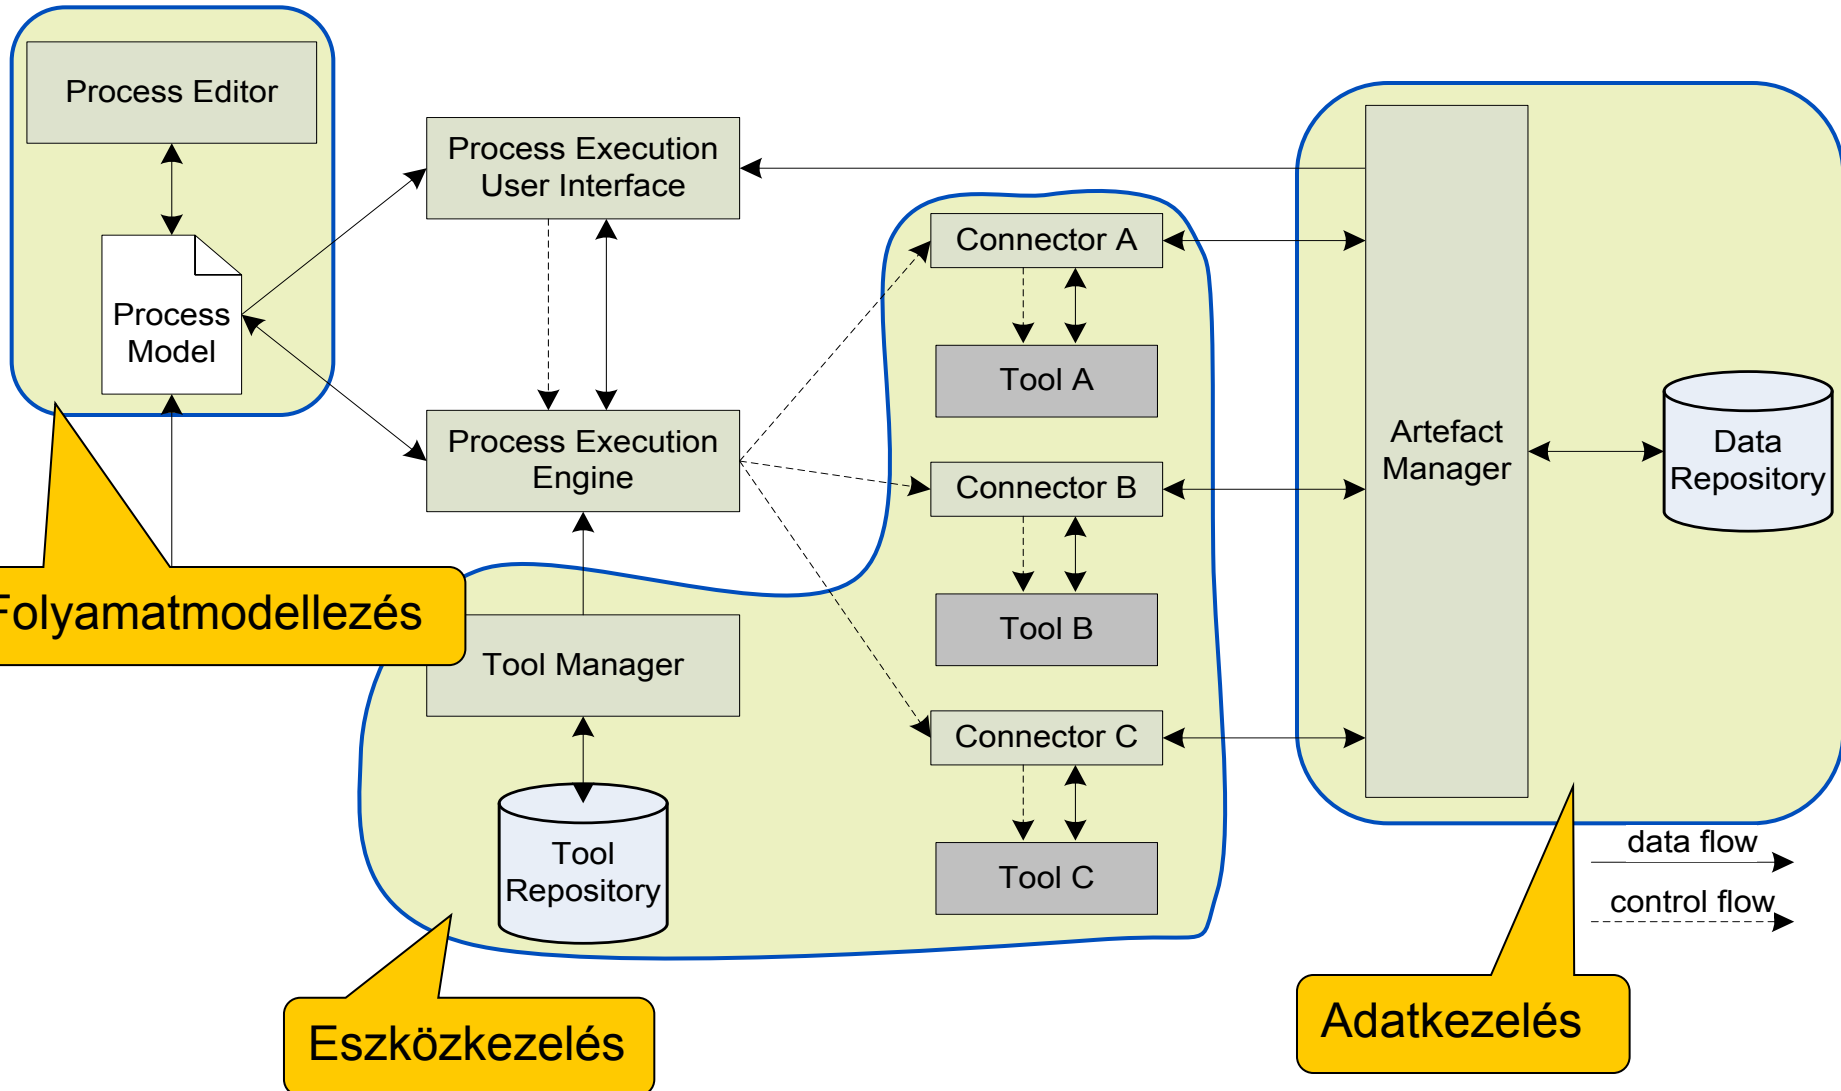 Process Editor
Process
Model
Process Execution
User Interface
Process Execution
Engine
Tool Manager
Tool
Repository
Connector A
Tool A
Connector B
Tool B
Connector C
Tool C
Artefact
Manager
Data
Repository
data flow
control flow
Folyamatmodellezés
Eszközkezelés
Adatkezelés